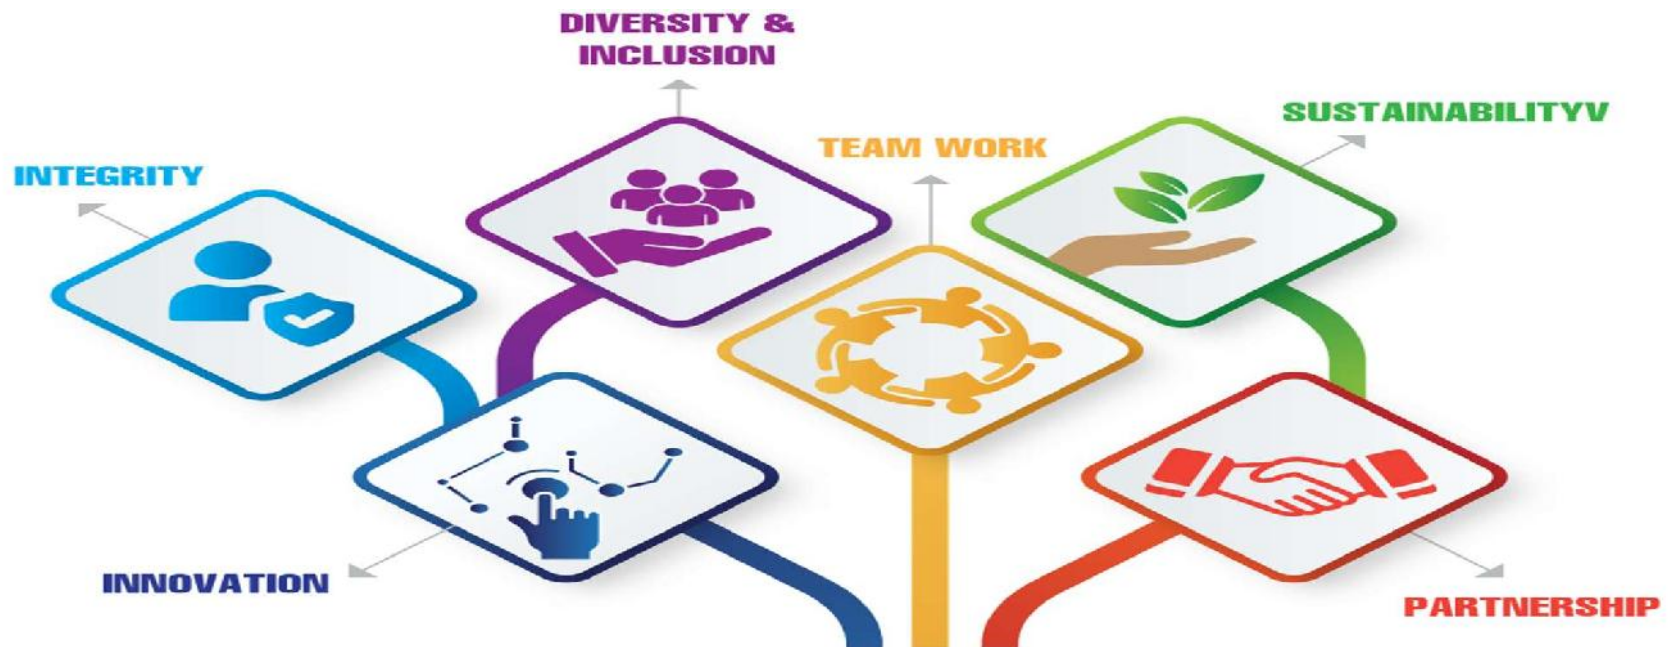 DIVERSITY &
INCLUSION
SUSTAINABILITYV
TEAM WORK
INTEGRITY
INNOVATION
PARTNERSHIP